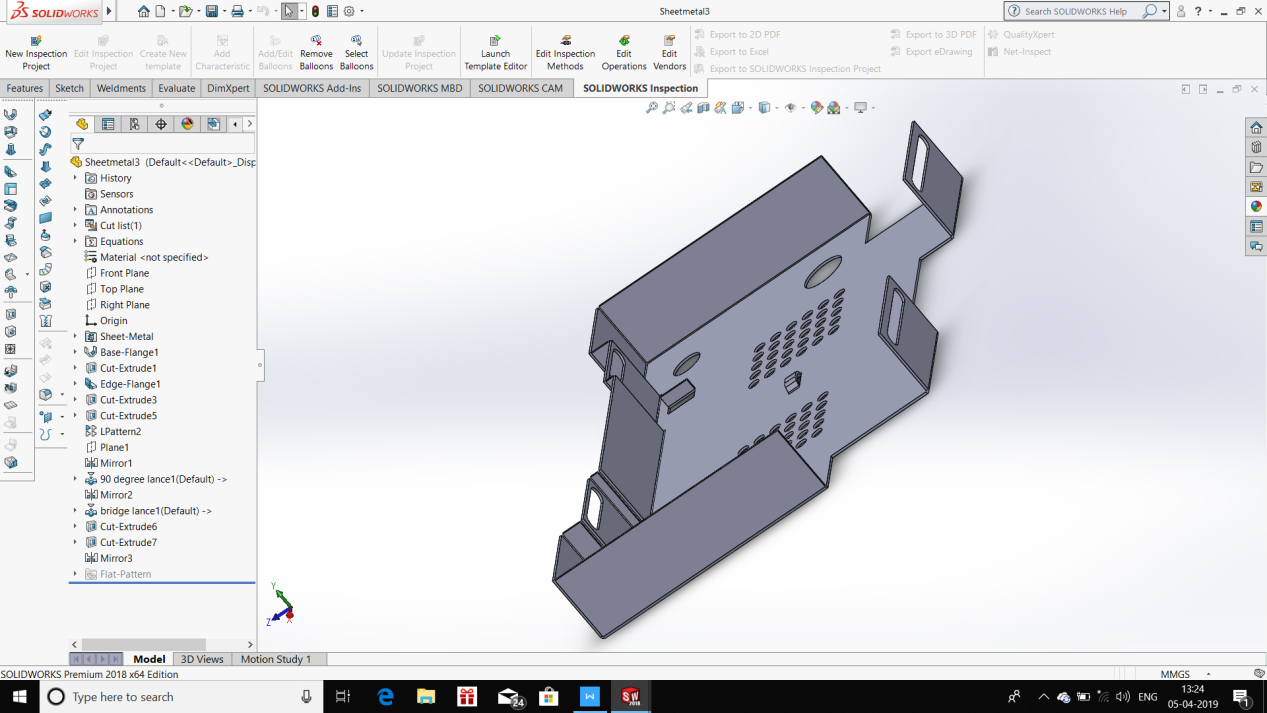 SOLIDWORKS
Sheetmetal3
Search SOLIDWORKS Help
?
New Inspection Project
Edit Inspection Project
Create New template
Add Characteristic
Add/Edit Balloons
Remove Balloons
Select Balloons
Update Inspection Project
Launch Template Editor
Edit Inspection Methods
Edit Operations
Edit Vendors
Export to 2D PDF
Export to Excel
Export to SOLIDWORKS Inspection Project
Export to 3D PDF
Export eDrawing
QualityXpert
Net-Inspect
Features Sketch Weldments Evaluate DimXpert SOLIDWORKS Add-Ins SOLIDWORKS MBD SOLIDWORKS CAM SOLIDWORKS Inspection
Sheetmetal3 (Default<<Default>_Disp
History
Sensors
Annotations
Cut list(1)
Equations
Material <not specified>
Front Plane
Top Plane
Right Plane
Origin
Sheet-Metal
Base-Flange1
Cut-Extrude1
Edge-Flange1
Cut-Extrude3
Cut-Extrude5
LPattern2
Plane1
Mirror1
90 degree lance1(Default) ->
Mirror2
bridge lance1(Default) ->
Cut-Extrude6
Cut-Extrude7
Mirror3
Flat-Pattern
Y
Z X
Model 3D Views Motion Study 1
SOLIDWORKS Premium 2018 x64 Edition
MMGS
Type here to search
24
W
SW
2018
ENG
13:24
05-04-2019
1